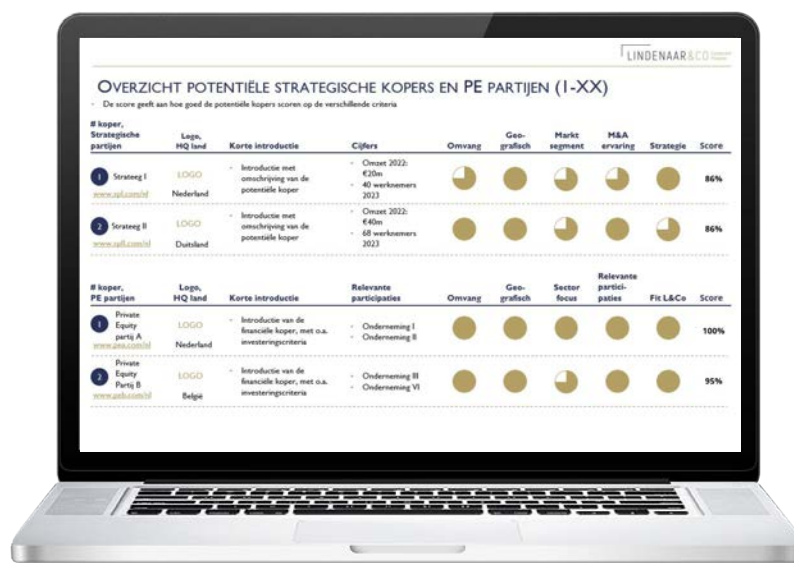 LINDENAAR&CO
OVERZICHT POTENTIËLE STRATEGISCHE KOPERS EN PE PARTIJEN (1-XX)
- De score geeft aan hoe goed de potentiële kopers scoren op de verschillende criteria
# koper, Strategische partijen Logo, HQ land Korte introductie Cijfers Omvang Geo-grafisch Markt segment M&A ervaring Strategie Score
1 Strateeg I LOGO Nederland - Introductie met omschrijving van de potentiële koper - Omzet 2022: €20m - 40 werknemers 2023 86%
2 Strateeg II LOGO Duitsland - Introductie met omschrijving van de potentiële koper - Omzet 2022: €40m - 68 werknemers 2023 86%
# koper, PE partijen Logo, HQ land Korte introductie Relevante participaties Omvang Geo-grafisch Sector focus Relevante partici-paties Fit L&Co Score
1 Private Equity partij A LOGO Nederland - Introductie van de financiële koper, met o.a. investeringscriteria - Onderneming I - Onderneming II 100%
2 Private Equity Partij B LOGO België - Introductie van de financiële koper, met o.a. investeringscriteria - Onderneming III - Onderneming VI 95%